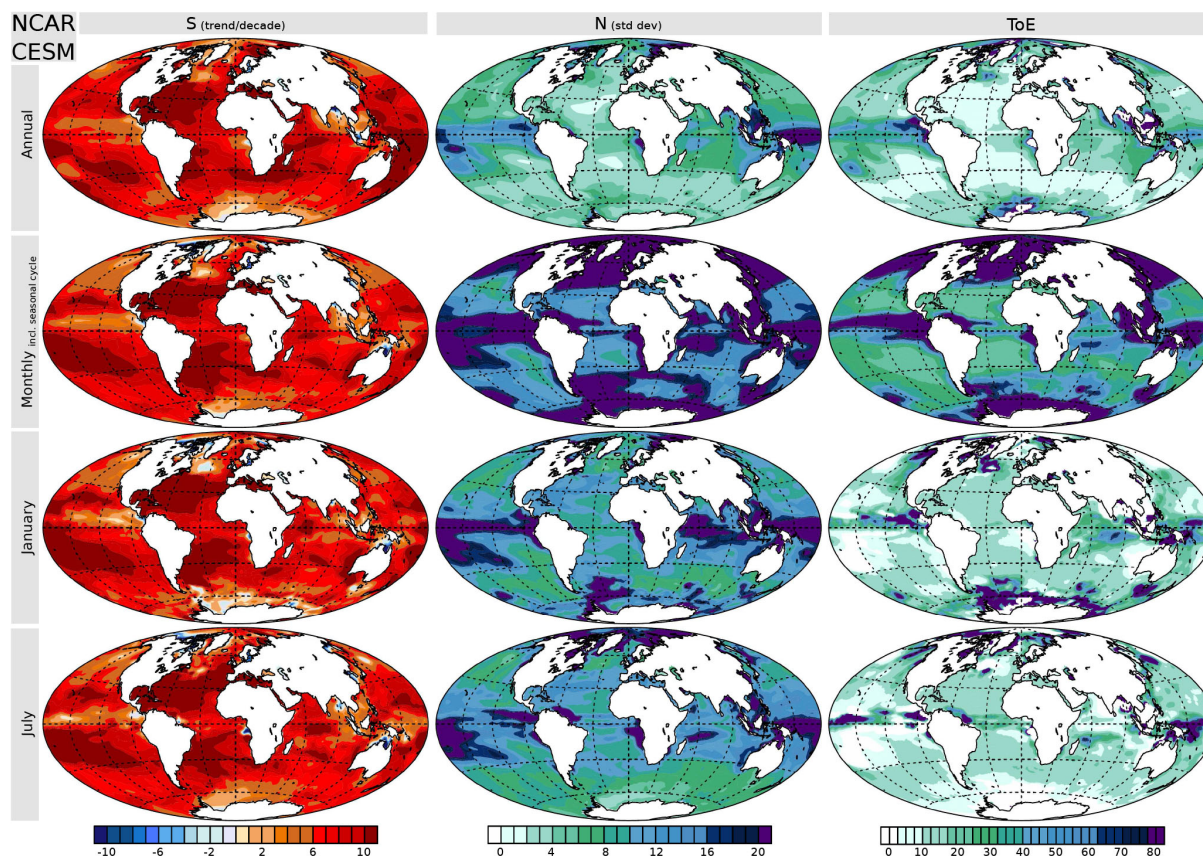 NCAR
CESM
S (trend/decade)
N (std dev)
ToE
Annual
Monthly incl. seasonal cycle
January
July
-10 -6 -2 2 6 10
0 4 8 12 16 20
0 10 20 30 40 50 60 70 80